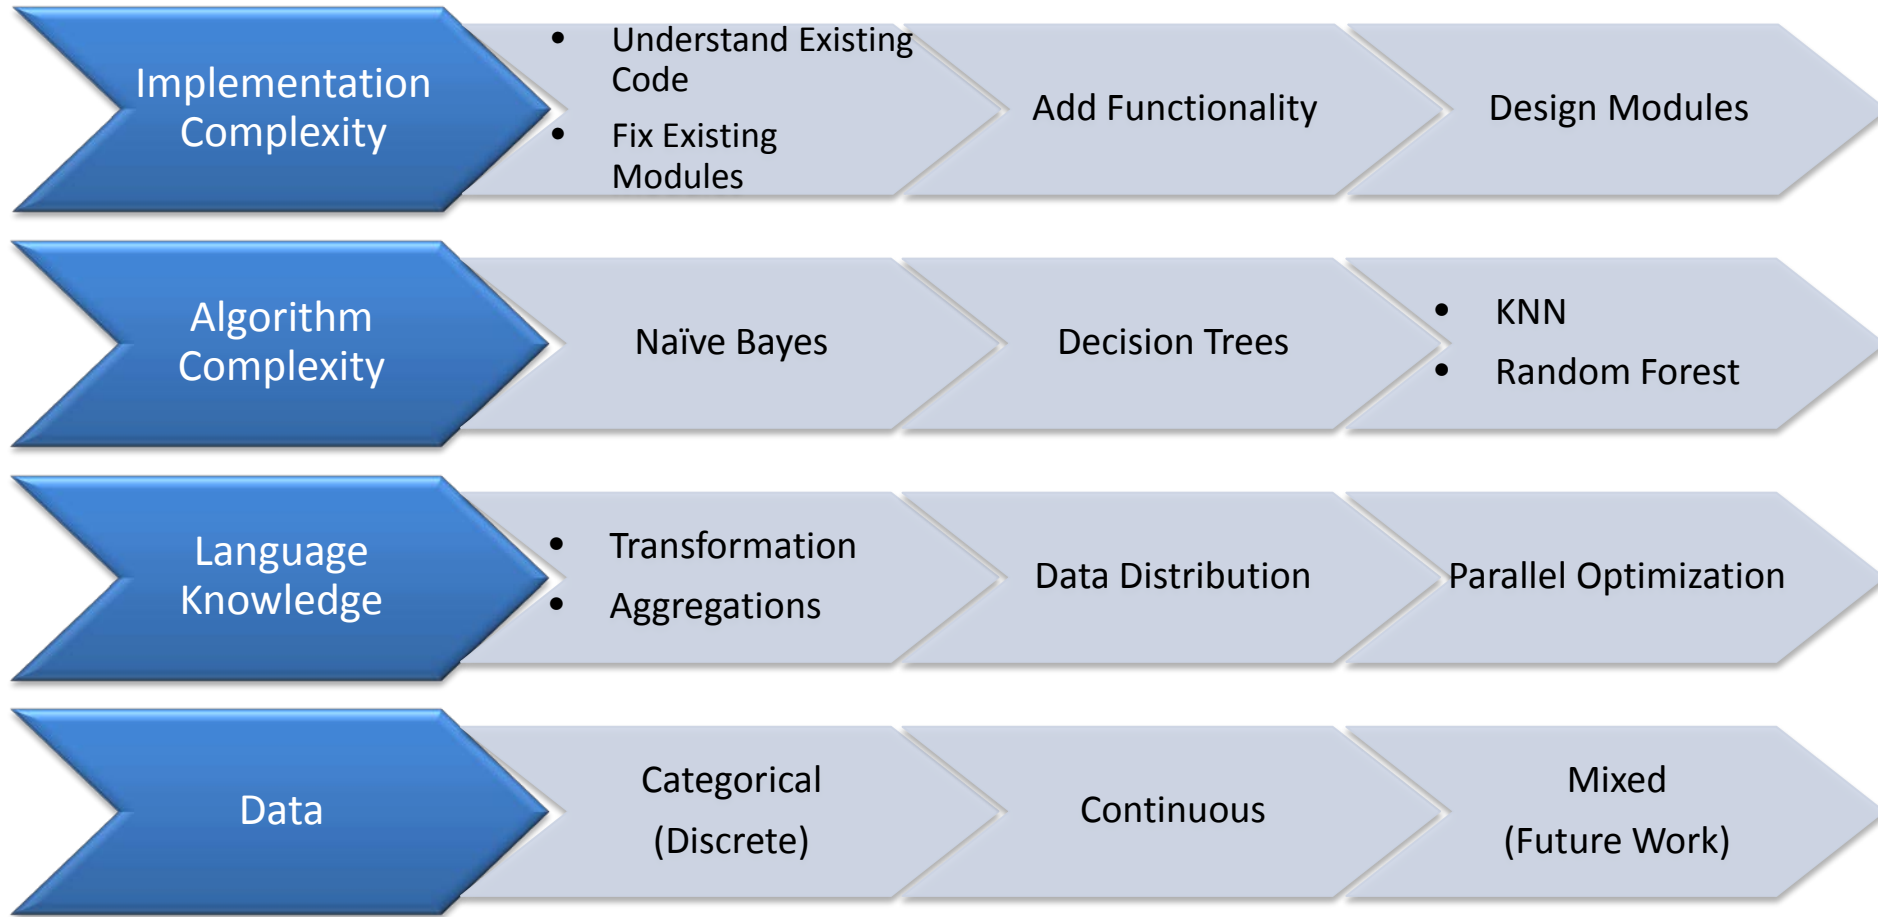 Implementation
Complexity
• Understand Existing
Code
• Fix Existing
Modules
Add Functionality
Design Modules
Algorithm
Complexity
Naïve Bayes
Decision Trees
• KNN
• Random Forest
Language
Knowledge
• Transformation
• Aggregations
Data Distribution
Parallel Optimization
Data
Categorical
(Discrete)
Continuous
Mixed
(Future Work)